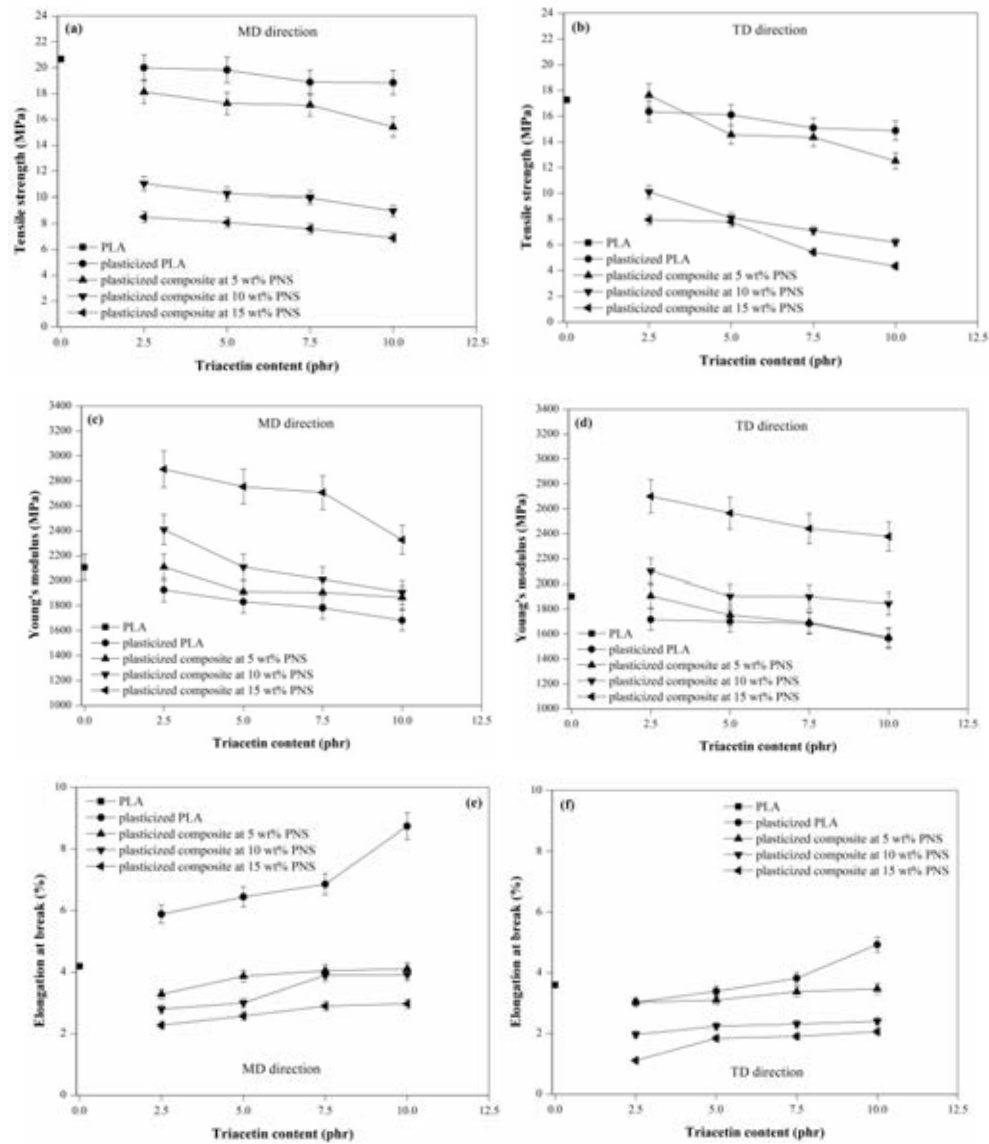 (a)
MD direction
24
22
20
18
16
14
12
10
8
6
4
2
0
Tensile strength (MPa)
PLA
plasticized PLA
plasticized composite at 5 wt% PNS
plasticized composite at 10 wt% PNS
plasticized composite at 15 wt% PNS
0.0 2.5 5.0 7.5 10.0 12.5
Triacetin content (phr)
(b)
TD direction
24
22
20
18
16
14
12
10
8
6
4
2
0
Tensile strength (MPa)
PLA
plasticized PLA
plasticized composite at 5 wt% PNS
plasticized composite at 10 wt% PNS
plasticized composite at 15 wt% PNS
0.0 2.5 5.0 7.5 10.0 12.5
Triacetin content (phr)
(c)
MD direction
3400
3200
3000
2800
2600
2400
2200
2000
1800
1600
1400
1200
1000
Young's modulus (MPa)
PLA
plasticized PLA
plasticized composite at 5 wt% PNS
plasticized composite at 10 wt% PNS
plasticized composite at 15 wt% PNS
0.0 2.5 5.0 7.5 10.0 12.5
Triacetin content (phr)
(d)
TD direction
3400
3200
3000
2800
2600
2400
2200
2000
1800
1600
1400
1200
1000
Young's modulus (MPa)
PLA
plasticized PLA
plasticized composite at 5 wt% PNS
plasticized composite at 10 wt% PNS
plasticized composite at 15 wt% PNS
0.0 2.5 5.0 7.5 10.0 12.5
Triacetin content (phr)
(e)
10
8
6
4
2
0
Elongation at break (%)
PLA
plasticized PLA
plasticized composite at 5 wt% PNS
plasticized composite at 10 wt% PNS
plasticized composite at 15 wt% PNS
MD direction
0.0 2.5 5.0 7.5 10.0 12.5
Triacetin content (phr)
(f)
10
8
6
4
2
0
Elongation at break (%)
PLA
plasticized PLA
plasticized composite at 5 wt% PNS
plasticized composite at 10 wt% PNS
plasticized composite at 15 wt% PNS
TD direction
0.0 2.5 5.0 7.5 10.0 12.5
Triacetin content (phr)